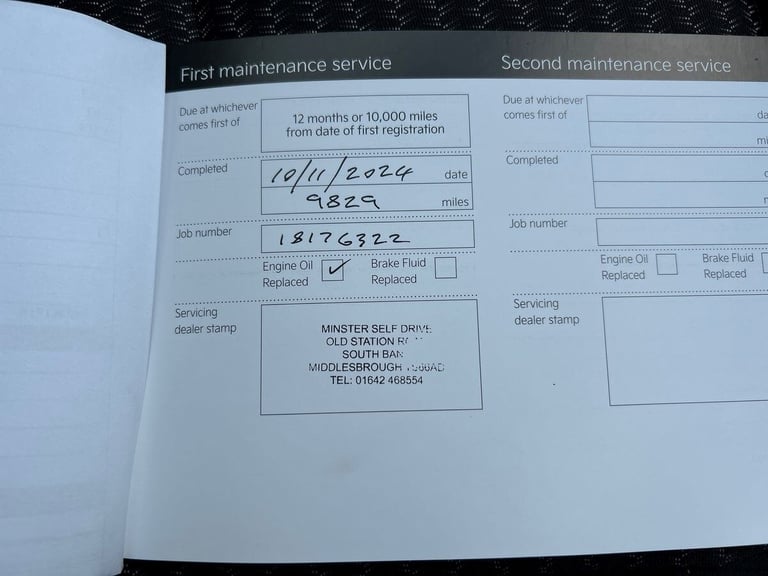 First maintenance service
Due at whichever
comes first of
12 months or 10,000 miles
from date of first registration
Completed
10/11/2024 date
9829 miles
Job number
18176322
Engine Oil
Replaced
Brake Fluid
Replaced
Servicing
dealer stamp
MINSTER SELF DRIVE
OLD STATION
SOUTH BAN
MIDDLESBROUGH
TEL: 01642 468554
Second maintenance service
Due at whichever
comes first of
Completed
Job number
Engine Oil
Replaced
Brake Fluid
Replaced
Servicing
dealer stamp